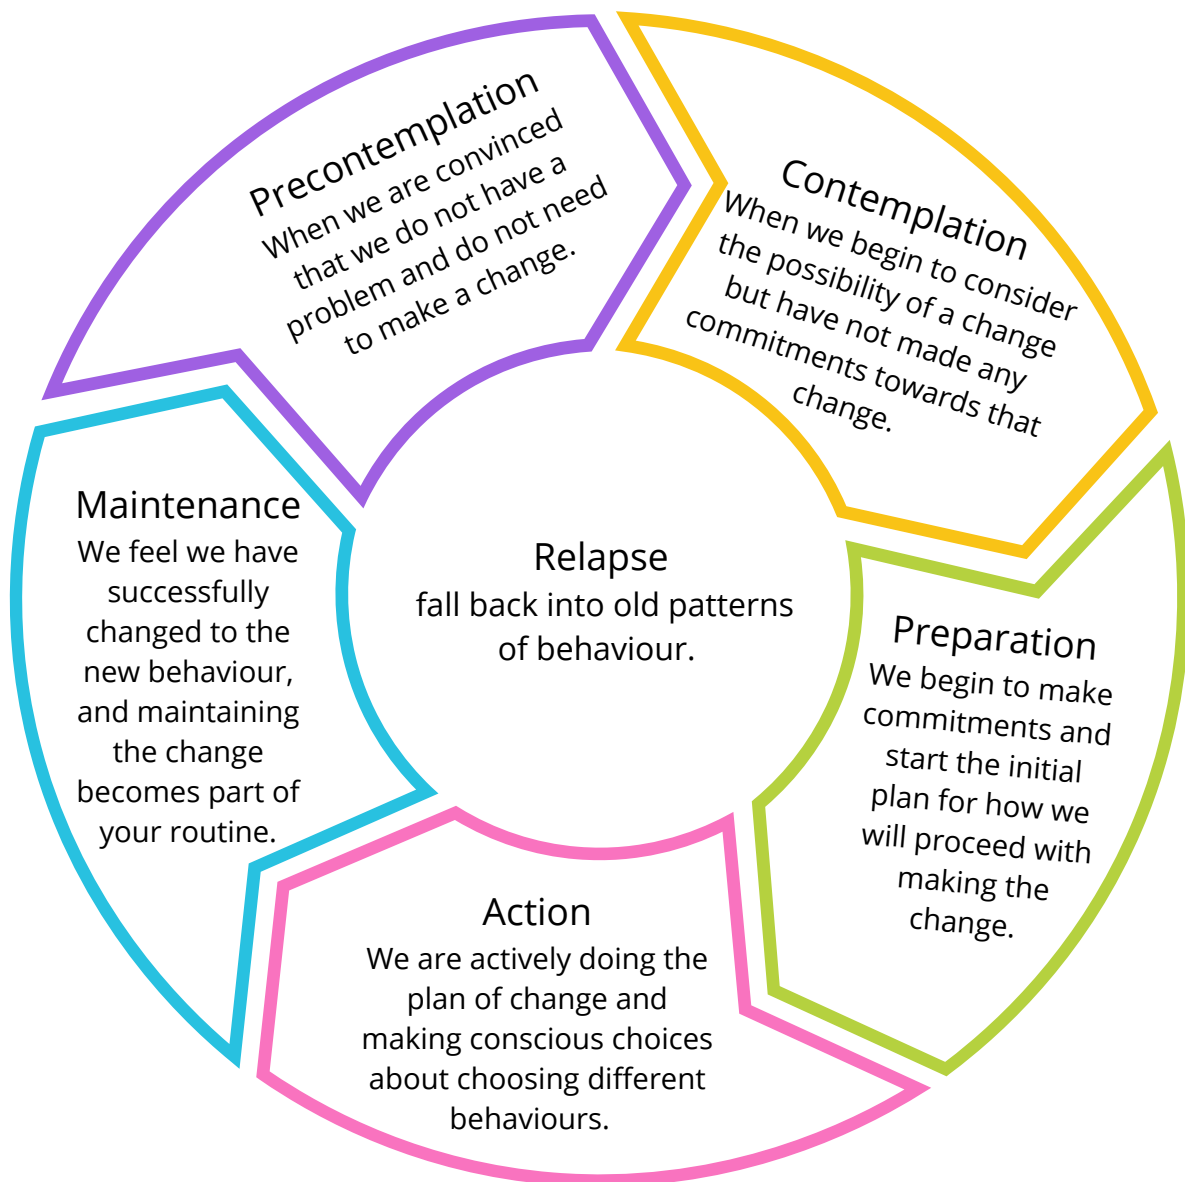 Precontemplation
When we are convinced
that we do not have a
problem and do not need
to make a change.
Contemplation
When we begin to consider
the possibility of a change
but have not made any
commitments towards that
change.
Preparation
We begin to make
commitments and
start the initial
plan for how we
will proceed with
making the
change.
Action
We are actively doing the
plan of change and
making conscious choices
about choosing different
behaviours.
Maintenance
We feel we have
successfully
changed to the
new behaviour,
and maintaining
the change
becomes part of
your routine.
Relapse
fall back into old patterns
of behaviour.